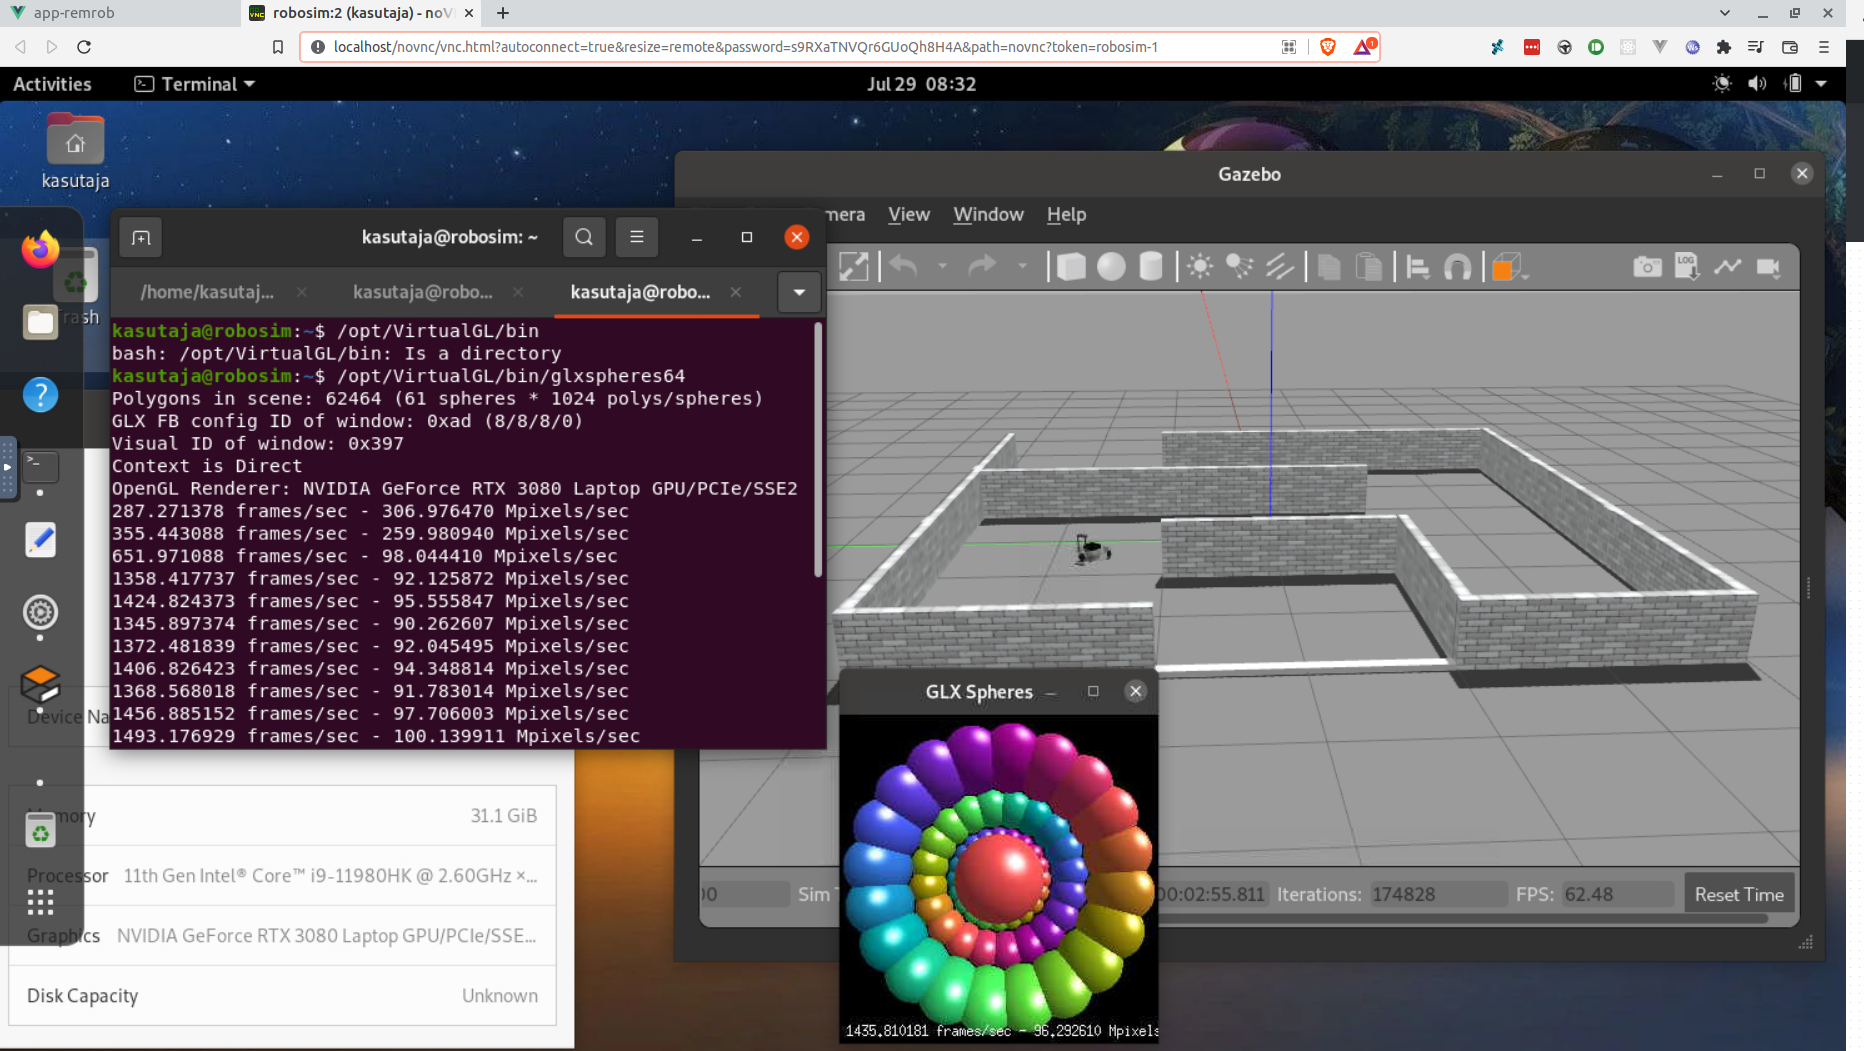 app-remrob
robosim:2 (kasutaja) - noV
localhost/novnc/vnc.html?autoconnect=true&resize=remote&password=s9RXaTNVQr6GUoQh8H4A&path=novnc?token=robosim-1
Activities
Terminal
Jul 29 08:32
kasutaja
Gazebo
mera
View
Window
Help
kasutaja@robosim: ~
/home/kasutaj...
kasutaja@robo...
kasutaja@robo...
LOG
kasutaja@robosim:~$ /opt/VirtualGL/bin
bash: /opt/VirtualGL/bin: Is a directory
kasutaja@robosim:~$ /opt/VirtualGL/bin/glxspheres64
Polygons in scene: 62464 (61 spheres * 1024 polys/spheres)
GLX FB config ID of window: 0xad (8/8/8/0)
Visual ID of window: 0x397
Context is Direct
OpenGL Renderer: NVIDIA GeForce RTX 3080 Laptop GPU/PCIe/SSE2
287.271378 frames/sec - 306.976470 Mpixels/sec
355.443088 frames/sec - 259.980940 Mpixels/sec
651.971088 frames/sec - 98.044410 Mpixels/sec
1358.417737 frames/sec - 92.125872 Mpixels/sec
1424.824373 frames/sec - 95.555847 Mpixels/sec
1345.897374 frames/sec - 90.262607 Mpixels/sec
1372.481839 frames/sec - 92.045495 Mpixels/sec
1406.826423 frames/sec - 94.348814 Mpixels/sec
1368.568018 frames/sec - 91.783014 Mpixels/sec
1456.885152 frames/sec - 97.706003 Mpixels/sec
1493.176929 frames/sec - 100.139911 Mpixels/sec
Trash
Device Na
Memory 31.1 GiB
Processor 11th Gen Intel® Core™ i9-11980HK @ 2.60GHz ×...
Graphics NVIDIA GeForce RTX 3080 Laptop GPU/PCIe/SSE...
Disk Capacity Unknown
GLX Spheres
1435.810181 frames/sec - 96.292610 Mpixels
00 Sim T 00:02:55.811 Iterations: 174828 FPS: 62.48 Reset Time